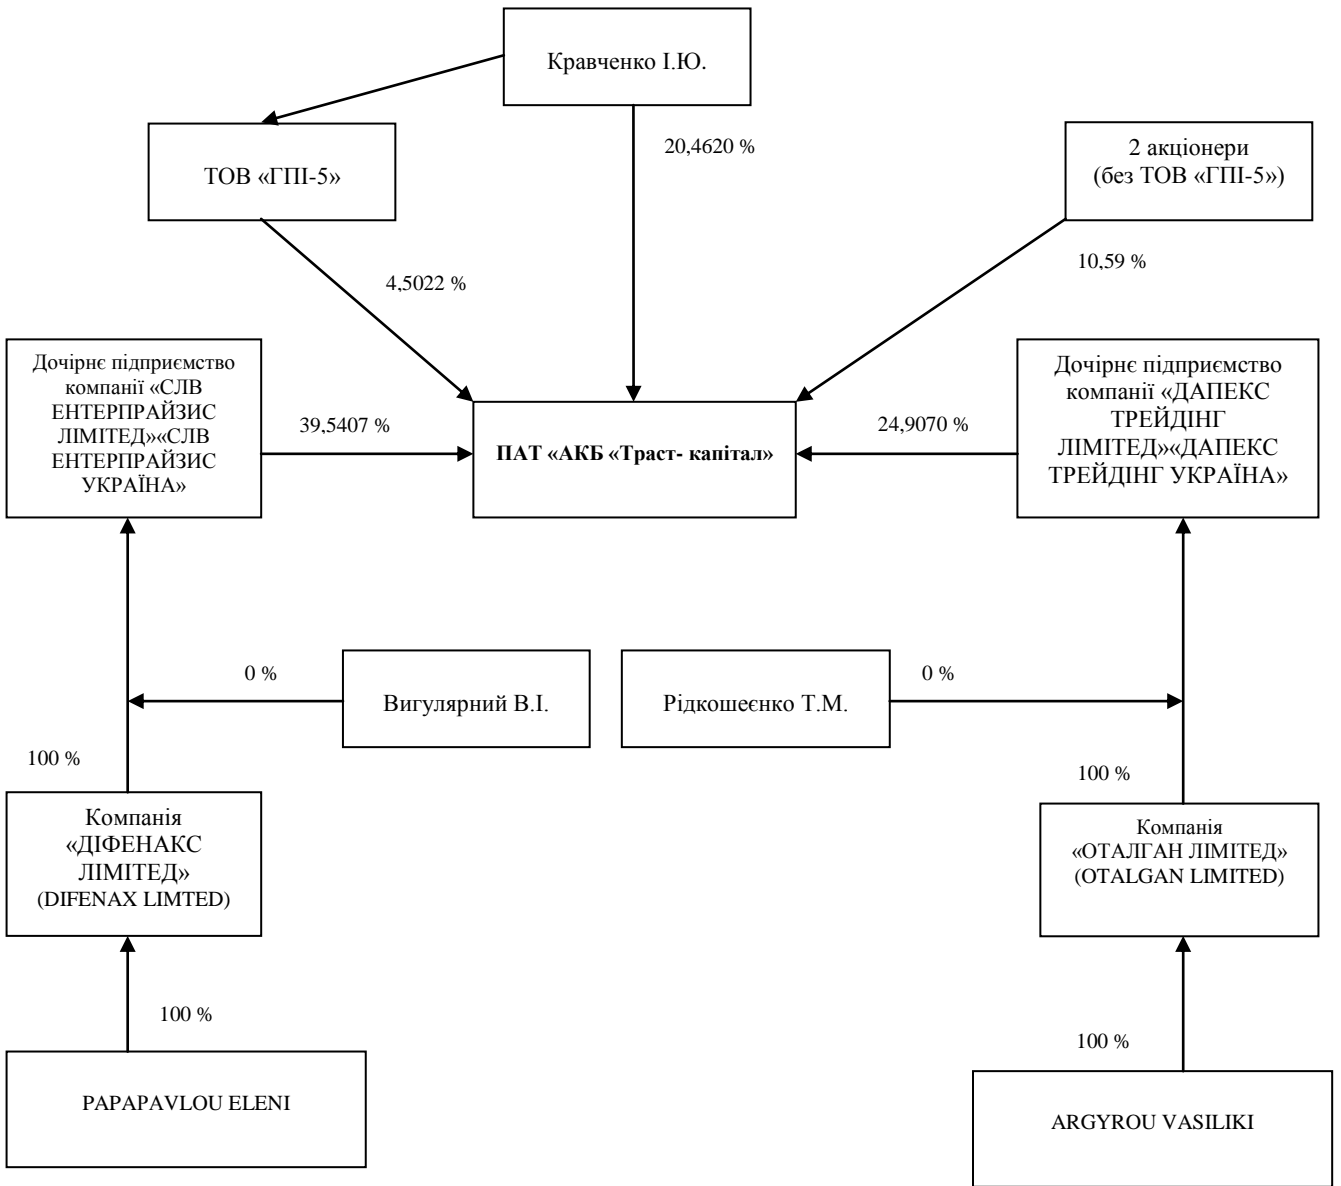 Кравченко І.Ю.
ТОВ «ГПІ-5»
20,4620 %
2 акціонери
(без ТОВ «ГПІ-5»)
4,5022 %
10,59 %
Дочірнє підприємство
компанії «СЛВ
ЕНТЕРПРАЙЗИС
ЛІМІТЕД»«СЛВ
ЕНТЕРПРАЙЗИС
УКРАЇНА»
39,5407 %
ПАТ «АКБ «Траст- капітал»
24,9070 %
Дочірнє підприємство
компанії «ДАПЕКС
ТРЕЙДІНГ
ЛІМІТЕД»«ДАПЕКС
ТРЕЙДІНГ УКРАЇНА»
0 %
Вигулярний В.І.
Рідкошеєнко Т.М.
0 %
100 %
100 %
Компанія
«ДІФЕНАКС
ЛІМІТЕД»
(DIFENAX LIMTED)
Компанія
«ОТАЛГАН ЛІМІТЕД»
(OTALGAN LIMITED)
100 %
100 %
PAPAPAVLOU ELENI
ARGYROU VASILIKI